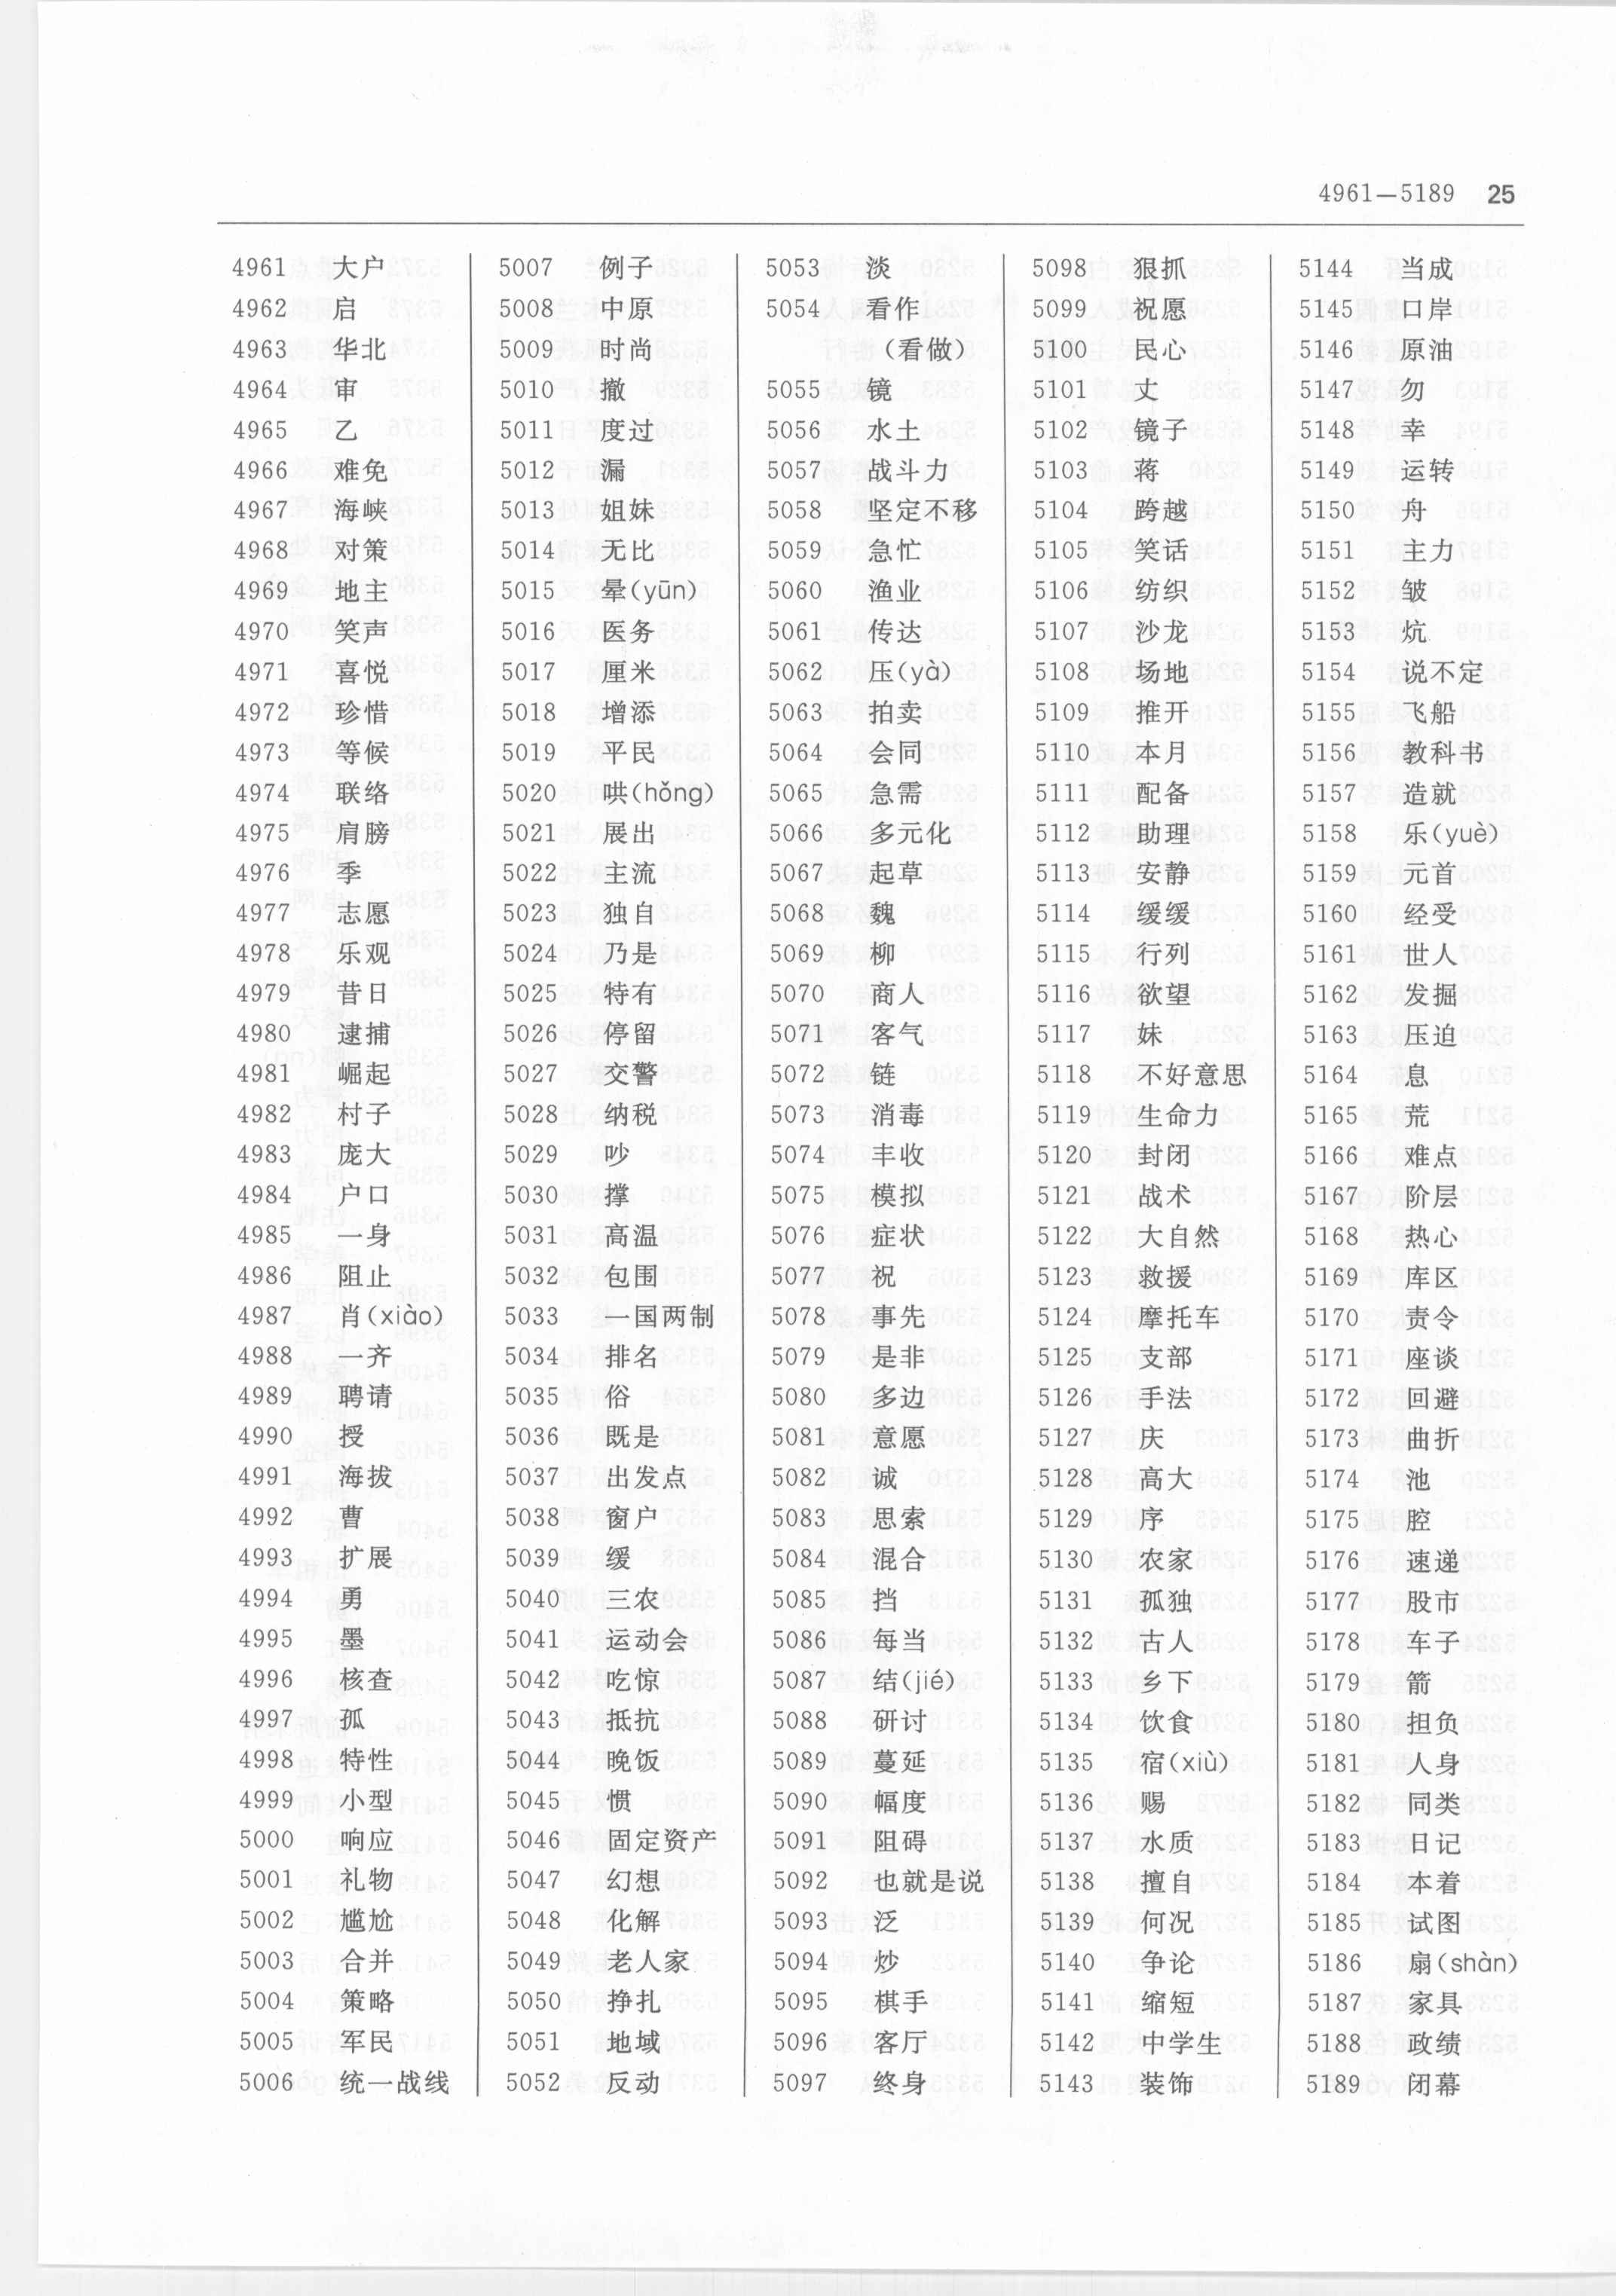 4961—5189 25
4961 大户
4962 启
4963 华北
4964 审
4965 乙
4966 难免
4967 海峡
4968 对策
4969 地主
4970 笑声
4971 喜悦
4972 珍惜
4973 等候
4974 联络
4975 肩膀
4976 季
4977 志愿
4978 乐观
4979 昔日
4980 逮捕
4981 崛起
4982 村子
4983 庞大
4984 户口
4985 一身
4986 阻止
4987 肖(xiào)
4988 一齐
4989 聘请
4990 授
4991 海拔
4992 曹
4993 扩展
4994 勇
4995 墨
4996 核查
4997 孤
4998 特性
4999 小型
5000 响应
5001 礼物
5002 尴尬
5003 合并
5004 策略
5005 军民
5006 统一战线
5007 例子
5008 中原
5009 时尚
5010 撤
5011 度过
5012 漏
5013 姐妹
5014 无比
5015 晕(yūn)
5016 医务
5017 厘米
5018 增添
5019 平民
5020 哄(hǒng)
5021 展出
5022 主流
5023 独自
5024 乃是
5025 特有
5026 停留
5027 交警
5028 纳税
5029 吵
5030 撑
5031 高温
5032 包围
5033 一国两制
5034 排名
5035 俗
5036 既是
5037 出发点
5038 窗户
5039 缓
5040 三农
5041 运动会
5042 吃惊
5043 抵抗
5044 晚饭
5045 惯
5046 固定资产
5047 幻想
5048 化解
5049 老人家
5050 挣扎
5051 地域
5052 反动
5053 淡
5054 看作
(看做)
5055 镜
5056 水土
5057 战斗力
5058 坚定不移
5059 急忙
5060 渔业
5061 传达
5062 压(yà)
5063 拍卖
5064 会同
5065 急需
5066 多元化
5067 起草
5068 魏
5069 柳
5070 商人
5071 客气
5072 链
5073 消毒
5074 丰收
5075 模拟
5076 症状
5077 祝
5078 事先
5079 是非
5080 多边
5081 意愿
5082 诚
5083 思索
5084 混合
5085 挡
5086 每当
5087 结(jié)
5088 研讨
5089 蔓延
5090 幅度
5091 阻碍
5092 也就是说
5093 泛
5094 炒
5095 棋手
5096 客厅
5097 终身
5098 狠抓
5099 祝愿
5100 民心
5101 丈
5102 镜子
5103 蒋
5104 跨越
5105 笑话
5106 纺织
5107 沙龙
5108 场地
5109 推开
5110 本月
5111 配备
5112 助理
5113 安静
5114 缓缓
5115 行列
5116 欲望
5117 妹
5118 不好意思
5119 生命力
5120 封闭
5121 战术
5122 大自然
5123 救援
5124 摩托车
5125 支部
5126 手法
5127 庆
5128 高大
5129 序
5130 农家
5131 孤独
5132 古人
5133 乡下
5134 饮食
5135 宿(xiù)
5136 赐
5137 水质
5138 擅自
5139 何况
5140 争论
5141 缩短
5142 中学生
5143 装饰
5144 当成
5145 口岸
5146 原油
5147 勿
5148 幸
5149 运转
5150 舟
5151 主力
5152 皱
5153 炕
5154 说不定
5155 飞船
5156 教科书
5157 造就
5158 乐(yuè)
5159 元首
5160 经受
5161 世人
5162 发掘
5163 压迫
5164 息
5165 荒
5166 难点
5167 阶层
5168 热心
5169 库区
5170 责令
5171 座谈
5172 回避
5173 曲折
5174 池
5175 腔
5176 速递
5177 股市
5178 车子
5179 箭
5180 担负
5181 人身
5182 同类
5183 日记
5184 本着
5185 试图
5186 扇(shàn)
5187 家具
5188 政绩
5189 闭幕